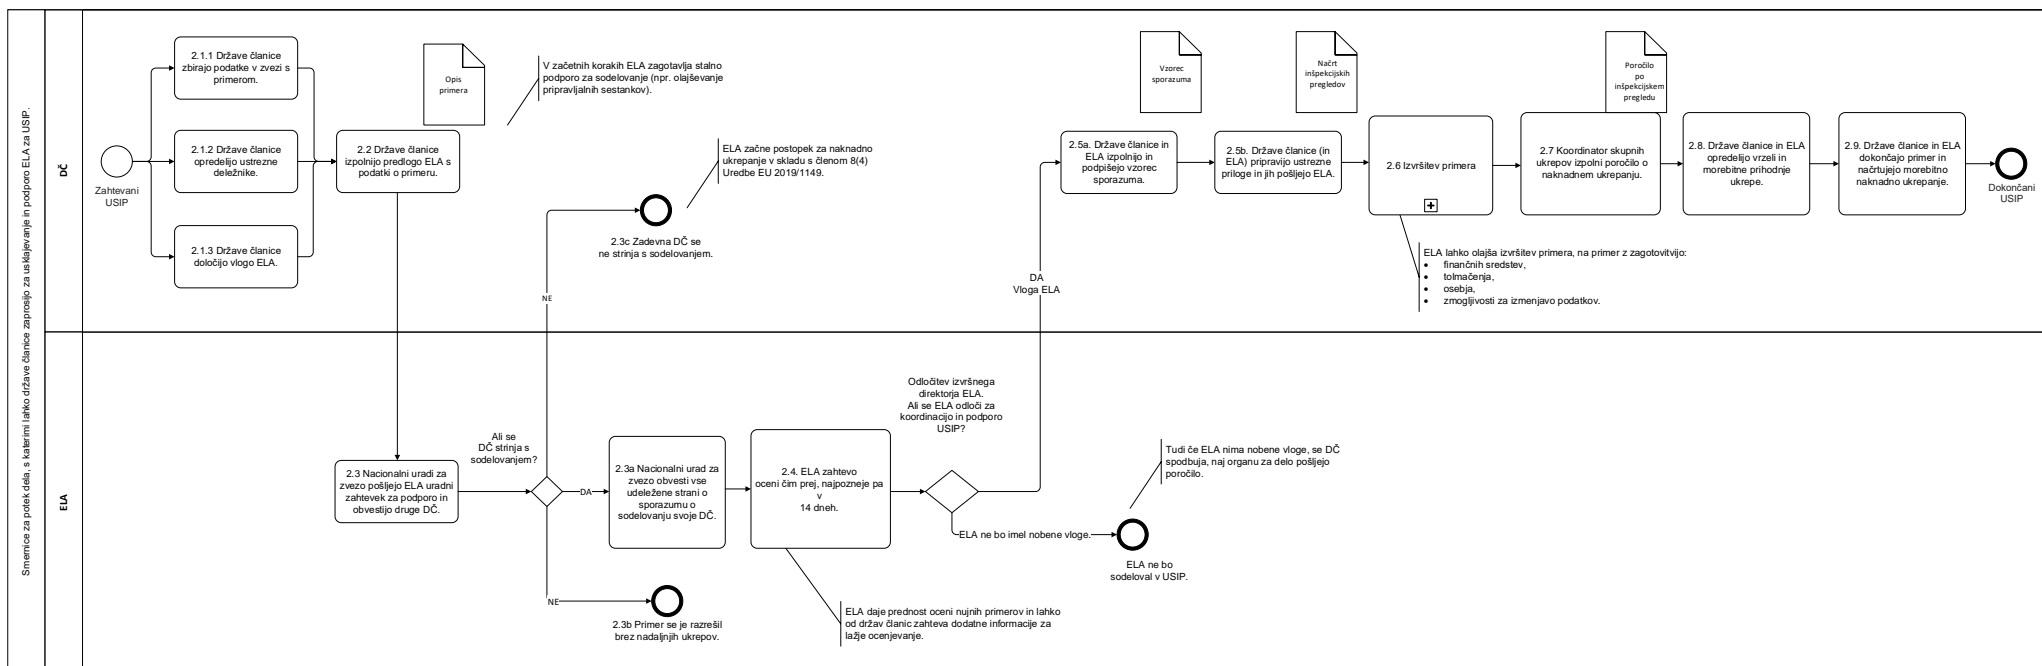 Smernice za potek dela, s katerimi lahko države članice zaprosijo za usklajevanje in podporo ELA za USIP.
DČ
Zahtevani
USIP
2.1.1 Države članice
zbirajo podatke v zvezi s
primerom.
2.1.2 Države članice
opredelijo ustrezne
deležnike.
2.1.3 Države članice
določijo vlogo ELA.
2.2 Države članice
izpolnijo predlogo ELA s
podatki o primeru.
Opis
primera
V začetnih korakih ELA zagotavlja stalno
podporo za sodelovanje (npr. olajševanje
pripravljalnih sestankov).
ELA začne postopek za naknadno
ukrepanje v skladu s členom 8(4)
Uredbe EU 2019/1149.
2.3c Zadevna DČ se
ne strinja s sodelovanjem.
NE
DA
Vloga ELA
Vzorec
sporazuma
2.5a. Države članice in
ELA izpolnijo in
podpišejo vzorec
sporazuma.
Načrt
inšpekcijskih
pregledov
2.5b. Države članice (in
ELA) pripravijo ustrezne
priloge in jih pošljejo ELA.
2.6 Izvršitev primera
ELA lahko olajša izvršitev primera, na primer z zagotovitvijo:
• finančnih sredstev,
• tolmačenja,
• osebja,
• zmogljivosti za izmenjavo podatkov.
Poročilo
po
inšpekcijskem
pregledu
2.7 Koordinator skupnih
ukrepov izpolni poročilo o
naknadnem ukrepanju.
2.8. Države članice in ELA
opredelijo vrzeli in
morebitne prihodnje
ukrepe.
2.9. Države članice in ELA
dokončajo primer in
načrtujejo morebitno
naknadno ukrepanje.
Dokončani
USIP
ELA
2.3 Nacionalni uradi za
zvezo pošljejo ELA uradni
zahtevek za podporo in
obvestijo druge DČ.
Ali se
DČ strinja s
sodelovanjem?
DA
2.3a Nacionalni urad za
zvezo obvesti vse
udeležene strani o
sporazumu o
sodelovanju svoje DČ.
NE
2.3b Primer se je razrešil
brez nadaljnjih ukrepov.
2.4. ELA zahtevo
oceni čim prej, najpozneje pa
v
14 dneh.
ELA daje prednost oceni nujnih primerov in lahko
od držav članic zahteva dodatne informacije za
lažje ocenjevanje.
Odločitev izvršnega
direktorja ELA.
Ali se ELA odloči za
koordinacijo in podporo
USIP?
ELA ne bo imel nobene vloge.
ELA ne bo
sodeloval v USIP.
Tudi če ELA nima nobene vloge, se DČ
spodbuja, naj organu za delo pošljejo
poročilo.